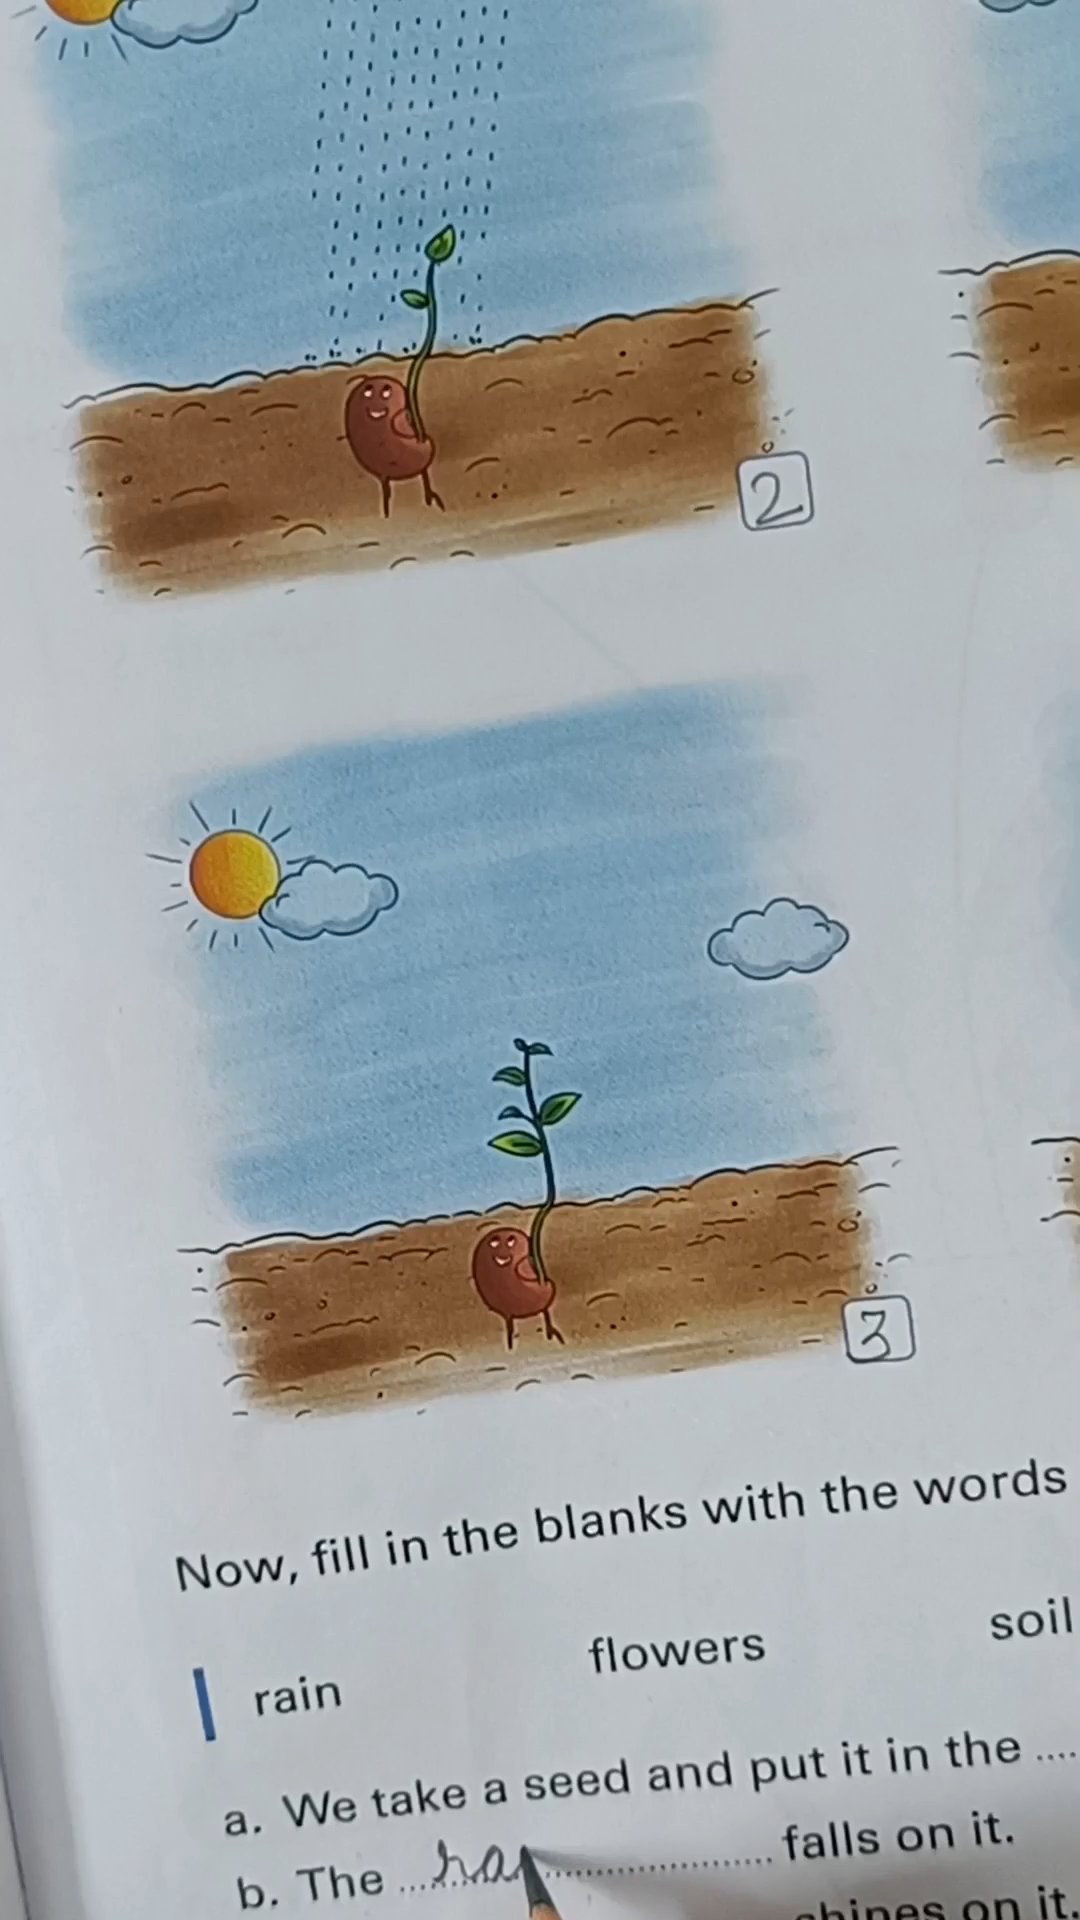 2
3
Now, fill in the blanks with the words
rain flowers soil
a. We take a seed and put it in the ....
b. The ....ra.................... falls on it.
shines on it.